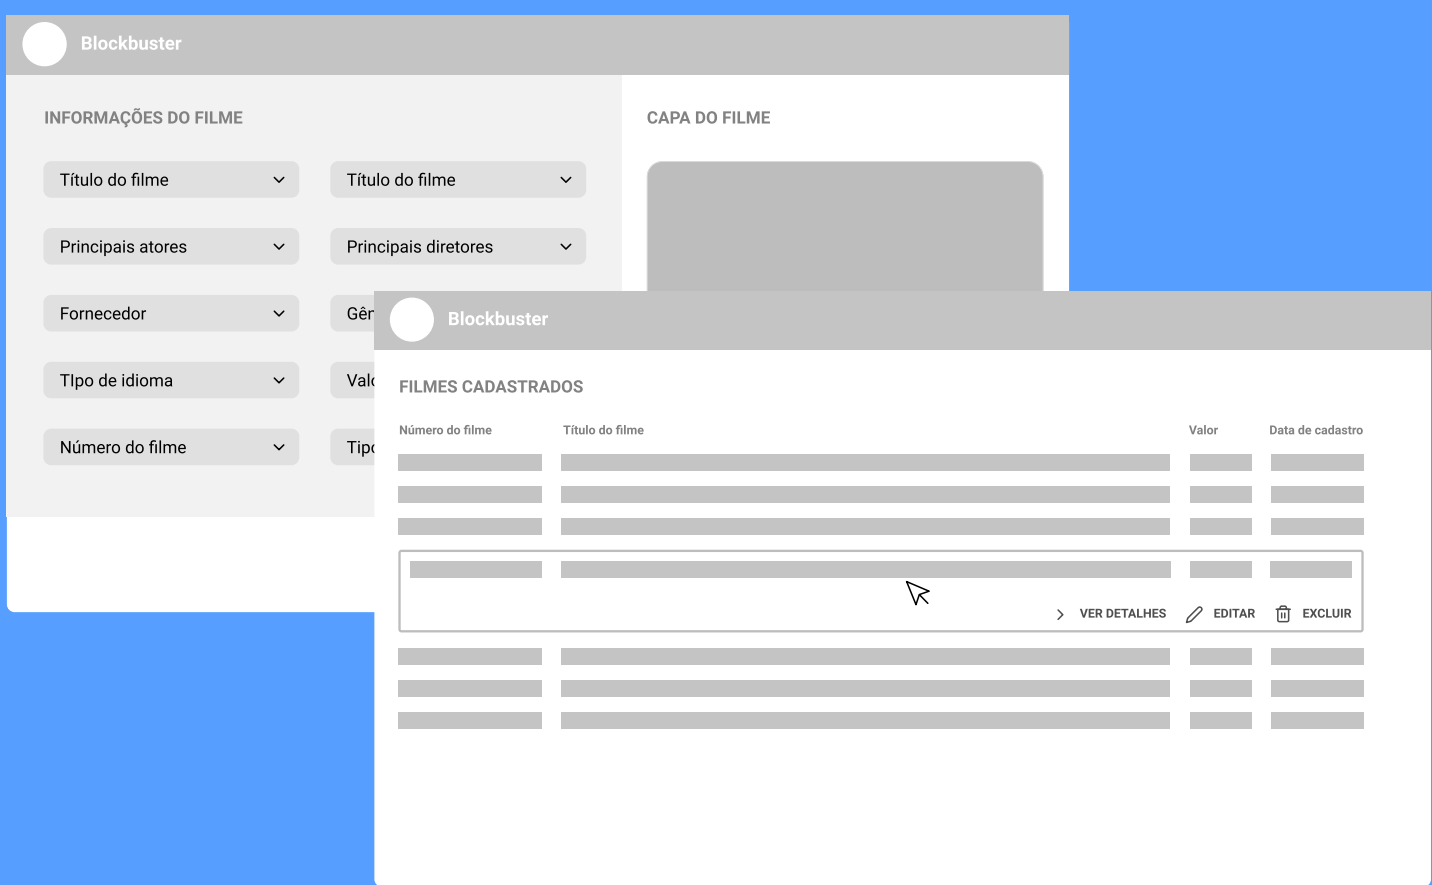 Blockbuster
INFORMAÇÕES DO FILME
CAPA DO FILME
Título do filme
Título do filme
Principais atores
Principais diretores
Fornecedor
TIpo de idioma
Número do filme
Blockbuster
FILMES CADASTRADOS
Número do filme
Título do filme
Valor
Data de cadastro
VER DETALHES
EDITAR
EXCLUIR